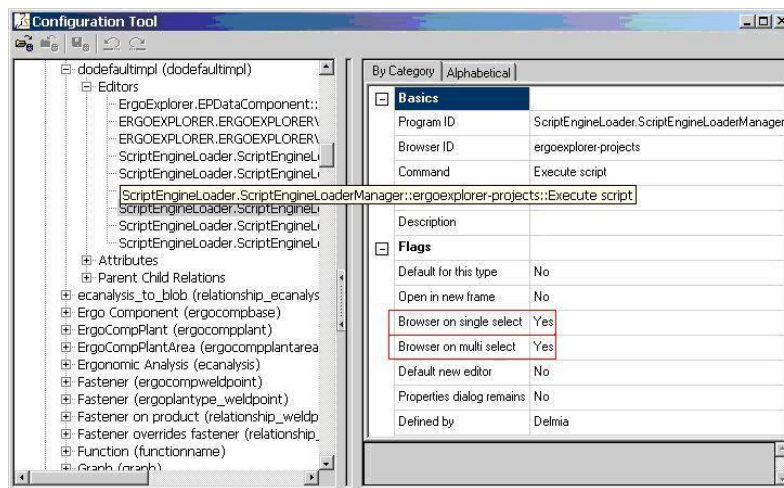 Configuration Tool
dodefaultimpl (dodefaultimpl)
Editors
ErgoExplorer.EPDataComponent::
ERGOEXPLORER.ERGOEXPLORER\
ERGOEXPLORER.ERGOEXPLORER\
ScriptEngineLoader.ScriptEngineL
ScriptEngineLoader.ScriptEngineL
ScriptEngineLoader.ScriptEngineLoaderManager::ergoexplorer-projects::Execute script
ScriptEngineLoader.ScriptEngineL
ScriptEngineLoader.ScriptEngineL
ScriptEngineLoader.ScriptEngineL
Attributes
Parent Child Relations
ecanalysis_to_blob (relationship_ecanalys
Ergo Component (ergocompbase)
ErgoCompPlant (ergocompplant)
ErgoCompPlantArea (ergocompplantarea
Ergonomic Analysis (ecanalysis)
Fastener (ergocompweldpoint)
Fastener (ergoplantype_weldpoint)
Fastener on product (relationship_weldp
Fastener overrides fastener (relationship_
Function (functionname)
Graph (graph)
By Category Alphabetical
Basics
Program ID ScriptEngineLoader.ScriptEngineLoaderManager
Browser ID ergoexplorer-projects
Command Execute script
Description
Flags
Default for this type No
Open in new frame No
Browser on single select Yes
Browser on multi select Yes
Default new editor No
Properties dialog remains No
Defined by Delmia